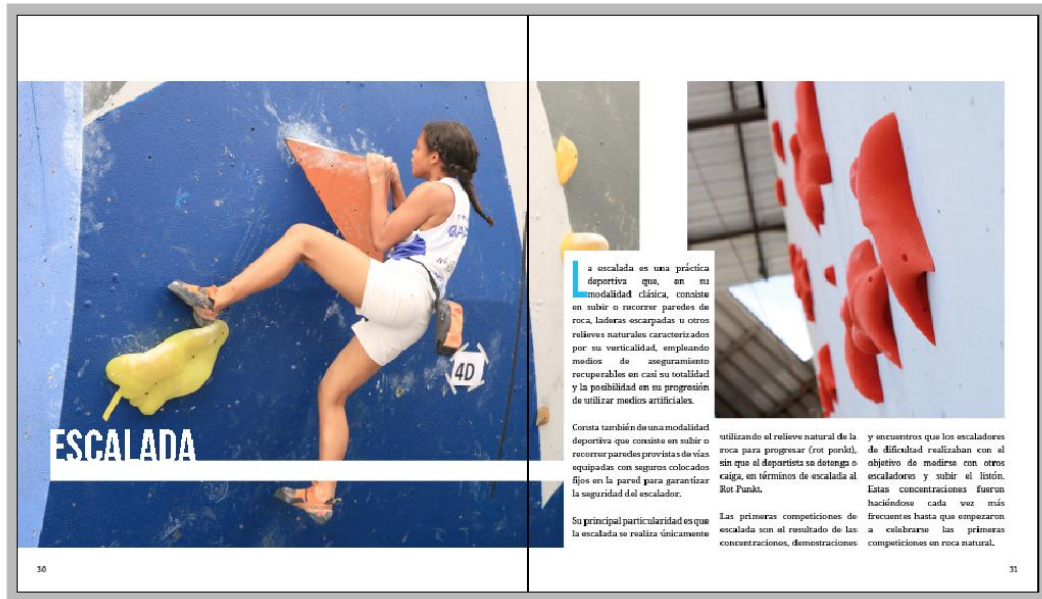 4D
ESCALADA
La escalada es una práctica
deportiva que, en su
modalidad clásica, consiste
en subir o recorrer paredes de
roca, laderas escarpadas u otros
relieves naturales caracterizados
por su verticalidad, empleando
medios de aseguramiento
recuperables en casi su totalidad
y la posibilidad en su progresión
de utilizar medios artificiales.
Consta también de una modalidad
deportiva que consiste en subir o
recorrer paredes provistas de vías
equipadas con seguros colocados
fijos en la pared para garantizar
la seguridad del escalador.
Su principal particularidad es que
la escalada se realiza únicamente
utilizando el relieve natural de la
roca para progresar (rot ponkt),
sin que el deportista se detenga o
caiga, en términos de escalada al
Rot Punkt.
Las primeras competiciones de
escalada son el resultado de las
concentraciones, demostraciones
y encuentros que los escaladores
de dificultad realizaban con el
objetivo de medirse con otros
escaladores y subir el listón.
Estas concentraciones fueron
haciéndose cada vez más
frecuentes hasta que empezaron
a celebrarse las primeras
competiciones en roca natural.
30
31